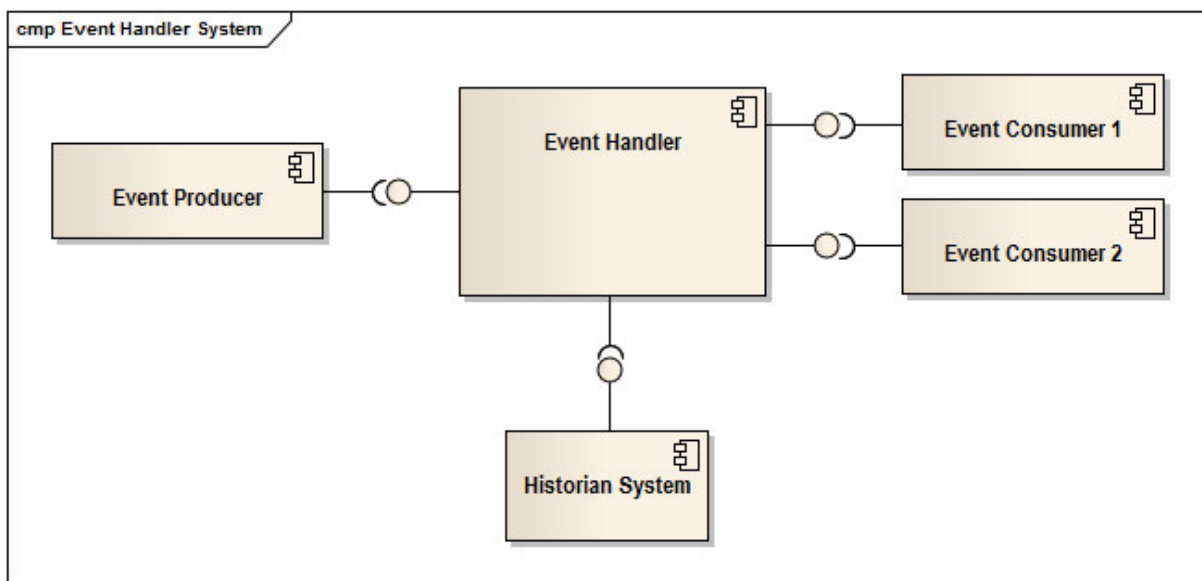 cmp Event Handler System
Event Producer
Event Handler
Event Consumer 1
Event Consumer 2
Historian System